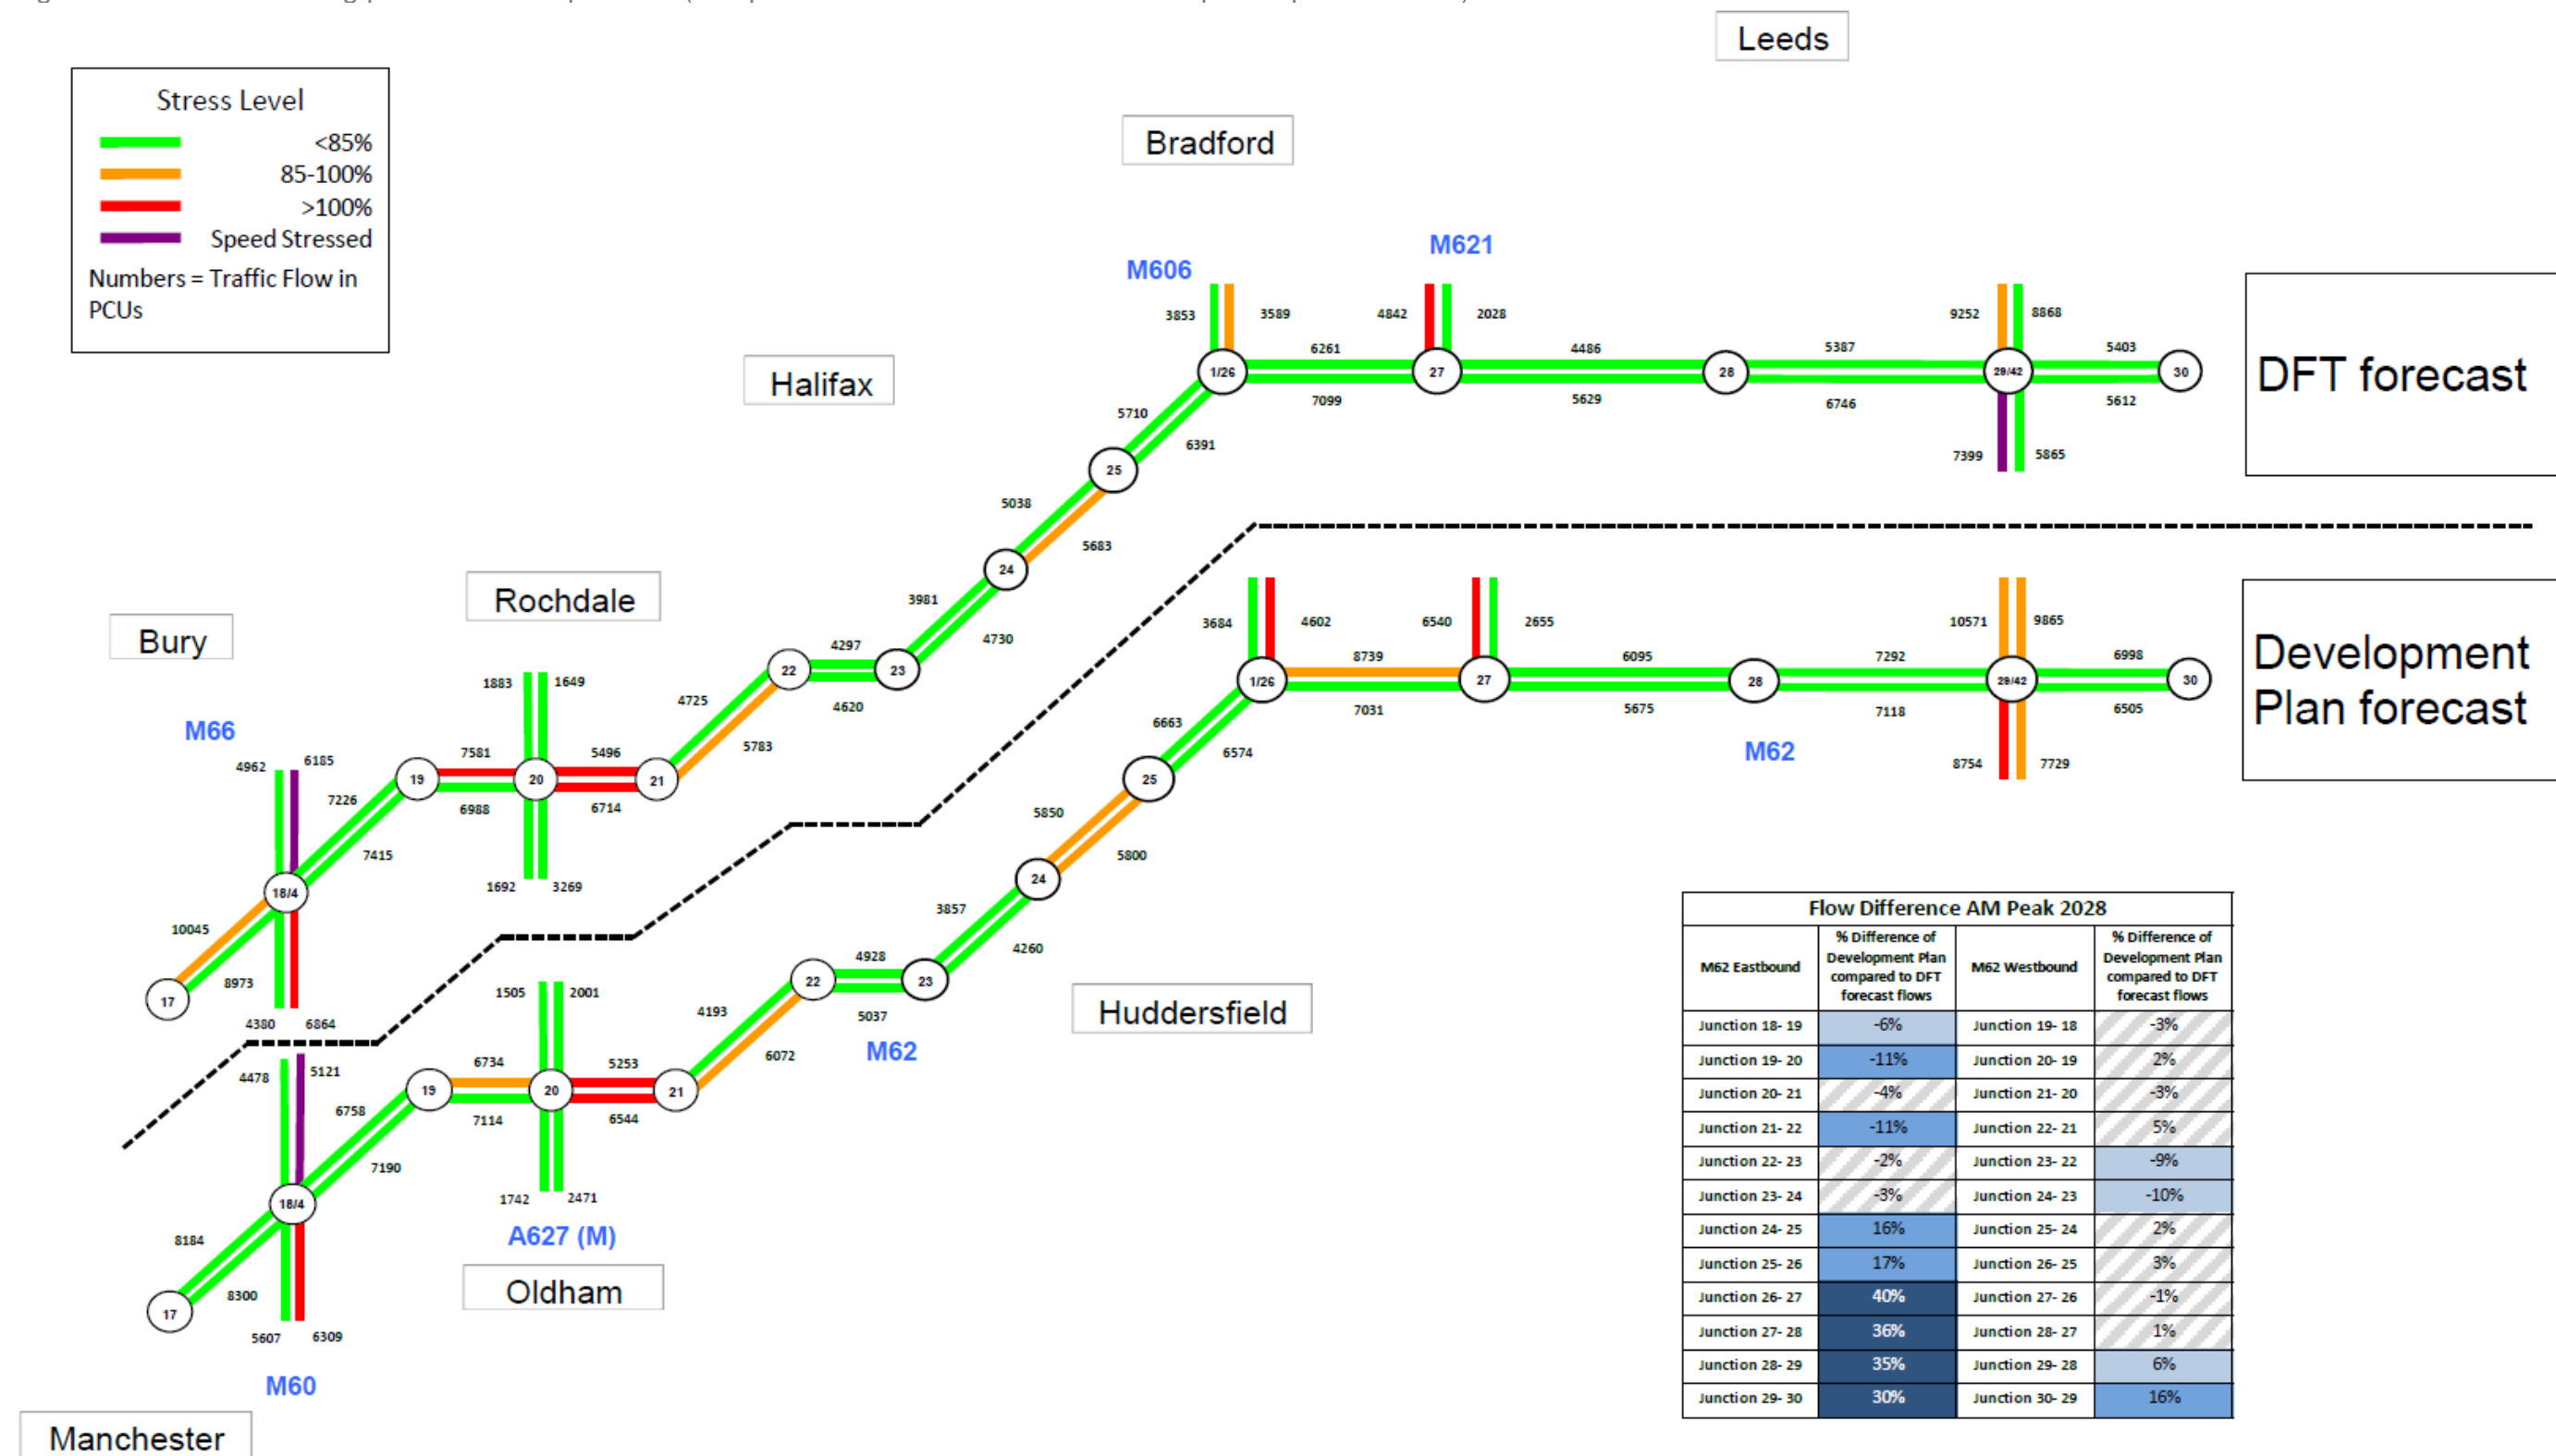 Leeds
Stress Level
<85%
85-100%
>100%
Speed Stressed
Numbers = Traffic Flow in
PCUs
Bradford
M606
M621
Halifax
3853
3589
4842
2028
9252
8868
6261
4486
5387
5403
1/26
27
28
29/42
30
7099
5629
6746
5612
7399
5865
DFT forecast
5710
6391
25
5038
5683
24
3981
4730
Rochdale
Bury
22
4297
23
4620
4725
5783
1883
1649
M66
4962
6185
7226
7415
19
7581
20
5496
21
6988
6714
1692
3269
18/4
10045
8973
17
4380
6864
3684
4602
6540
2655
10571
9865
8739
6095
7292
6998
1/26
27
28
29/42
30
7031
5675
7118
6505
M62
8754
7729
Development
Plan forecast
6663
6574
25
5850
5800
24
3857
4260
22
4928
23
5037
M62
Huddersfield
4193
6072
1505
2001
4478
5121
6758
7190
19
6734
20
5253
21
7114
6544
1742
2471
A627 (M)
Oldham
18/4
8184
8300
17
5607
6309
M60
Manchester
Flow Difference AM Peak 2028
M62 Eastbound
% Difference of
Development Plan
compared to DFT
forecast flows
M62 Westbound
% Difference of
Development Plan
compared to DFT
forecast flows
Junction 18- 19 -6% Junction 19- 18 -3%
Junction 19- 20 -11% Junction 20- 19 2%
Junction 20- 21 -4% Junction 21- 20 -3%
Junction 21- 22 -11% Junction 22- 21 5%
Junction 22- 23 -2% Junction 23- 22 -9%
Junction 23- 24 -3% Junction 24- 23 -10%
Junction 24- 25 16% Junction 25- 24 2%
Junction 25- 26 17% Junction 26- 25 3%
Junction 26- 27 40% Junction 27- 26 -1%
Junction 27- 28 36% Junction 28- 27 1%
Junction 28- 29 35% Junction 29- 28 6%
Junction 29- 30 30% Junction 30- 29 16%